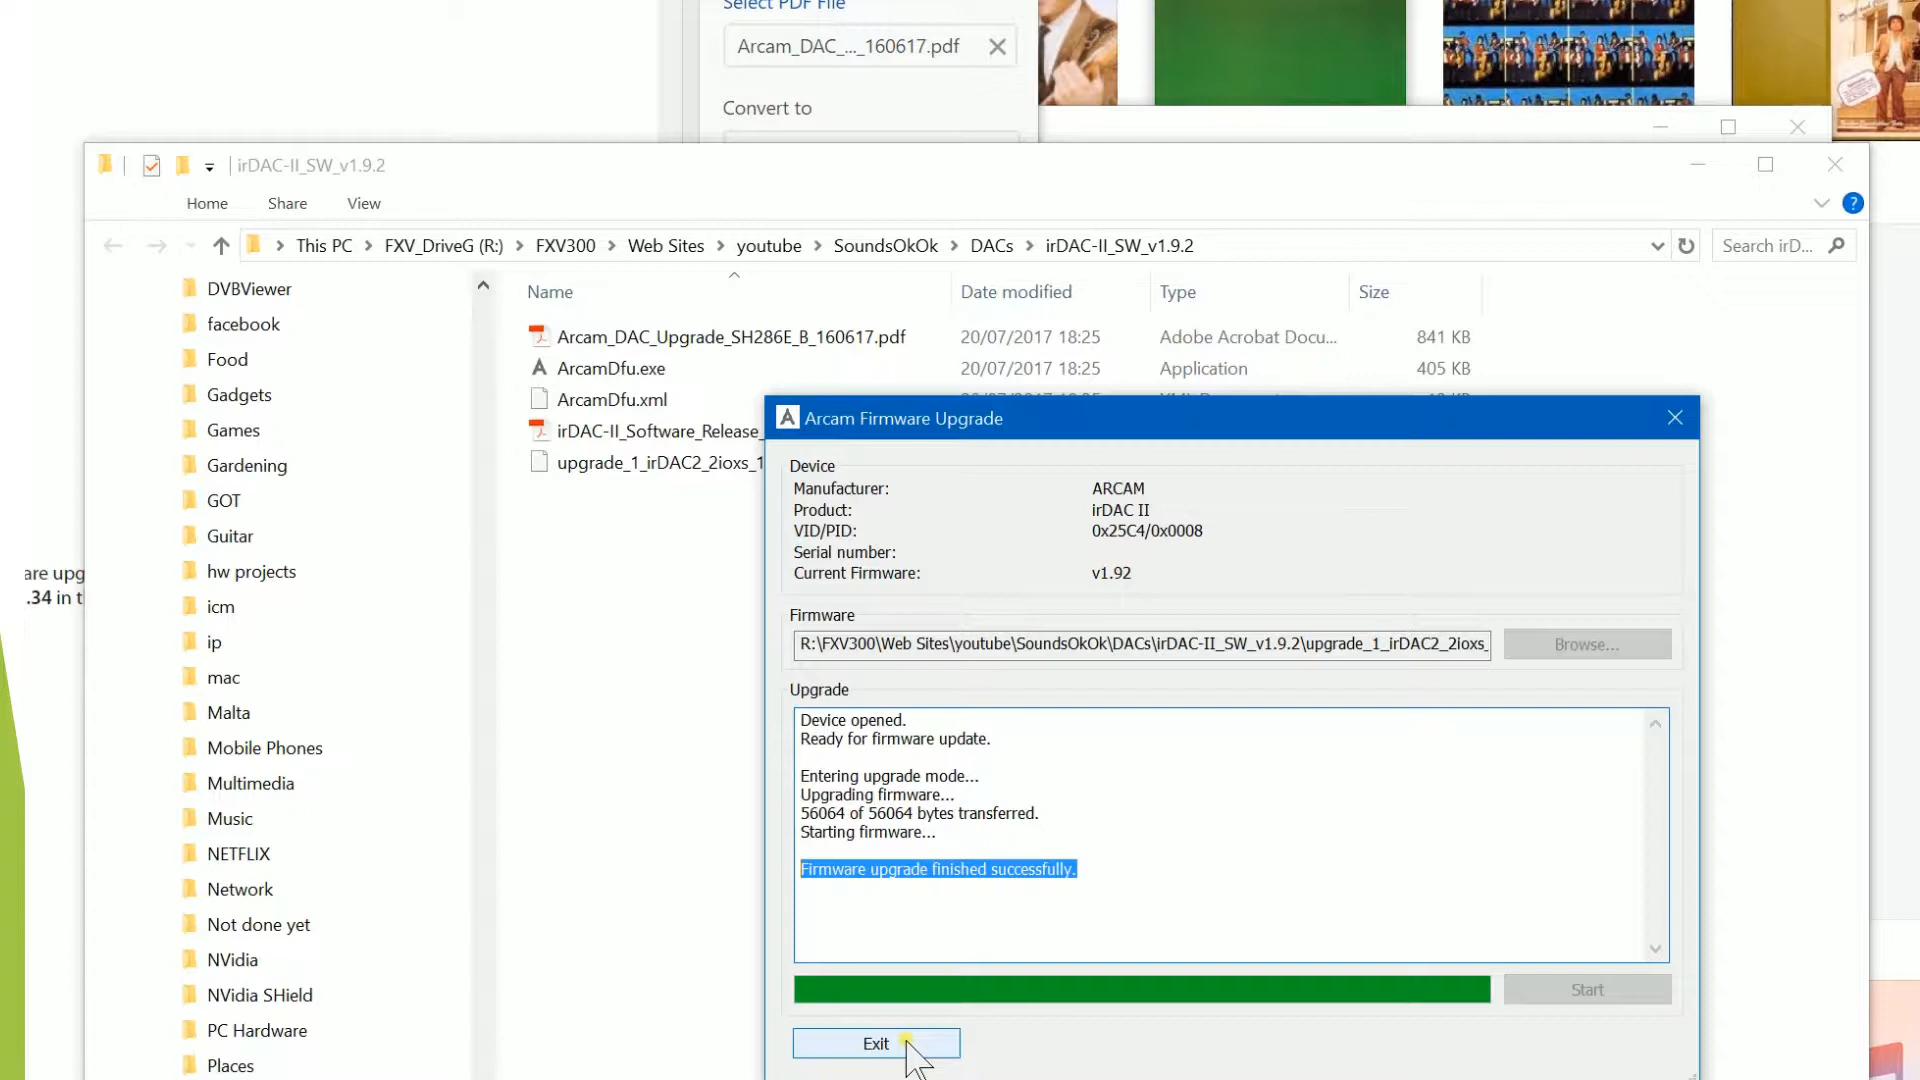 Select PDF File
Arcam_DAC_..._160617.pdf
Convert to
irDAC-II_SW_v1.9.2
Home Share View
This PC > FXV_DriveG (R:) > FXV300 > Web Sites > youtube > SoundsOkOk > DACs > irDAC-II_SW_v1.9.2
Search irD...
Name Date modified Type Size
Arcam_DAC_Upgrade_SH286E_B_160617.pdf 20/07/2017 18:25 Adobe Acrobat Docu... 841 KB
ArcamDfu.exe 20/07/2017 18:25 Application 405 KB
ArcamDfu.xml
irDAC-II_Software_Release_
upgrade_1_irDAC2_2ioxs_1
DVBViewer
facebook
Food
Gadgets
Games
Gardening
GOT
Guitar
hw projects
icm
ip
mac
Malta
Mobile Phones
Multimedia
Music
NETFLIX
Network
Not done yet
NVidia
NVidia SHield
PC Hardware
Places
are upg
.34 in t
Arcam Firmware Upgrade
Device
Manufacturer: ARCAM
Product: irDAC II
VID/PID: 0x25C4/0x0008
Serial number:
Current Firmware: v1.92
Firmware
R:\FXV300\Web Sites\youtube\SoundsOkOk\DACs\irDAC-II_SW_v1.9.2\upgrade_1_irDAC2_2ioxs_
Browse...
Upgrade
Device opened.
Ready for firmware update.
Entering upgrade mode...
Upgrading firmware...
56064 of 56064 bytes transferred.
Starting firmware...
Firmware upgrade finished successfully.
Start
Exit